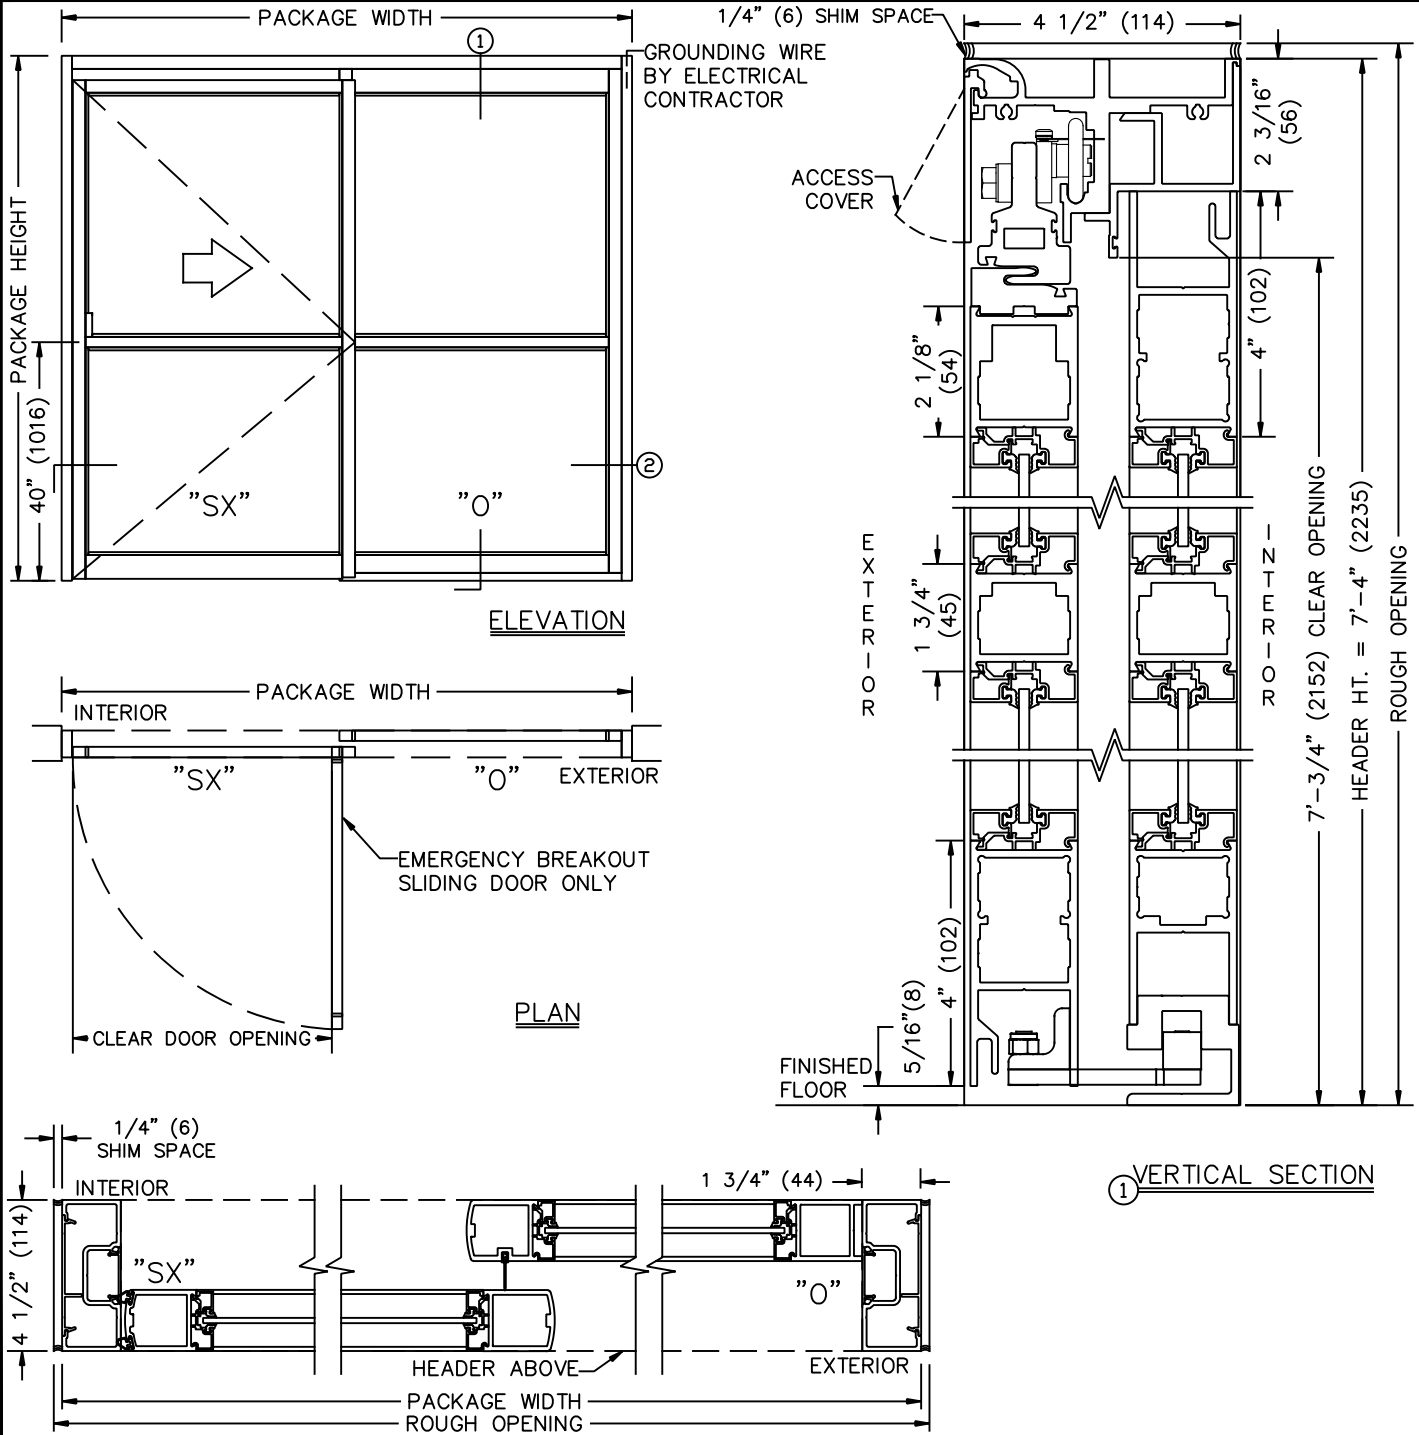 PACKAGE WIDTH
1
GROUNDING WIRE
BY ELECTRICAL
CONTRACTOR
PACKAGE HEIGHT
40" (1016)
"SX"
"O"
2
ELEVATION
PACKAGE WIDTH
INTERIOR
"SX"
"O"
EXTERIOR
EMERGENCY BREAKOUT
SLIDING DOOR ONLY
PLAN
CLEAR DOOR OPENING
1/4" (6) SHIM SPACE
4 1/2" (114)
2 3/16"
(56)
ACCESS
COVER
4" (102)
2 1/8"
(54)
EXTERIOR
1 3/4"
(45)
INTERIOR
7'-3/4" (2152) CLEAR OPENING
HEADER HT. = 7'-4" (2235)
ROUGH OPENING
4" (102)
5/16"(8)
FINISHED
FLOOR
1 VERTICAL SECTION
1/4" (6)
SHIM SPACE
INTERIOR
1 3/4" (44)
4 1/2" (114)
"SX"
"O"
HEADER ABOVE
EXTERIOR
PACKAGE WIDTH
ROUGH OPENING